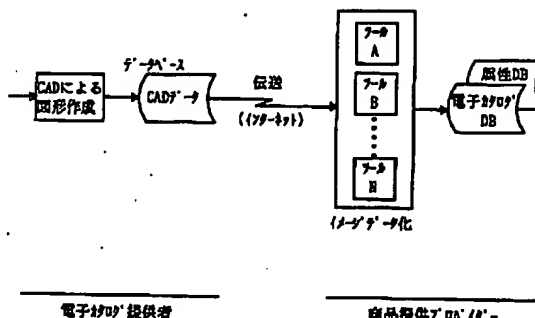 データベース
CADによる
図形作成
CADデータ
伝送
(インターネット)
ツール
A
ツール
B
ツール
N
イメージデータ化
属性DB
電子カタログ
DB
電子カタログ提供者
商品提供プロバイダー